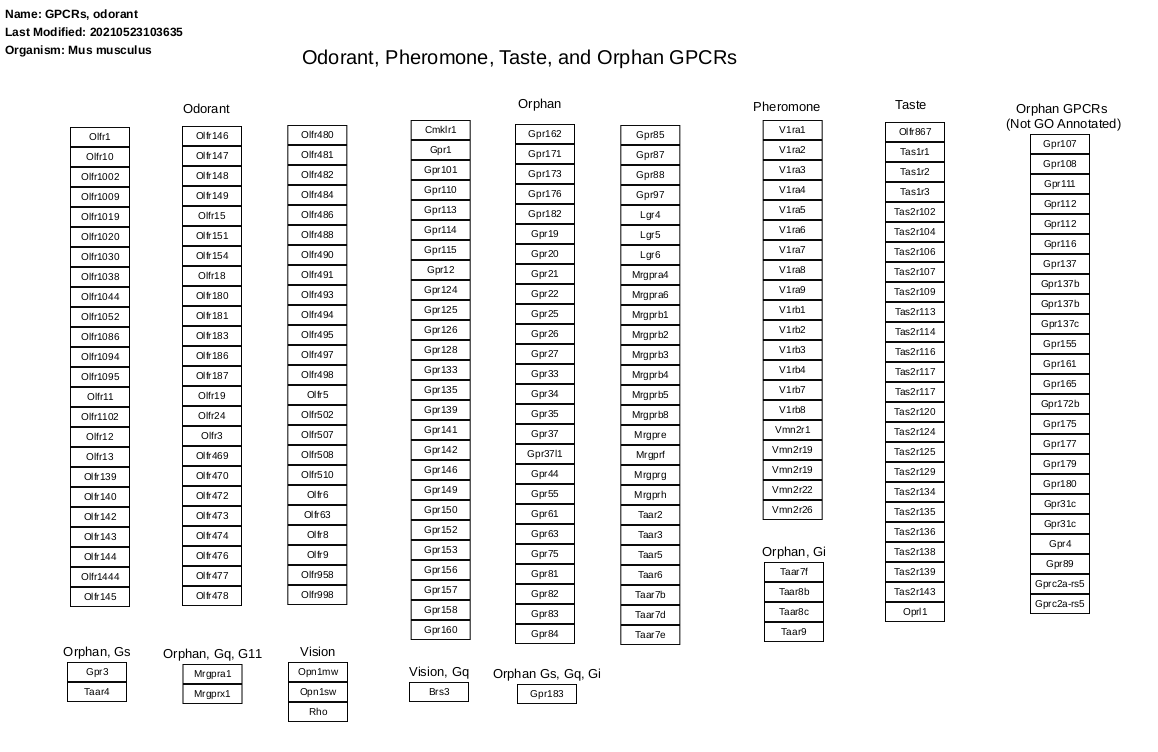 Name: GPCRs, odorant
Last Modified: 20210523103635
Organism: Mus musculus
Odorant, Pheromone, Taste, and Orphan GPCRs
Odorant
Olfr1
Olfr10
Olfr1002
Olfr1009
Olfr1019
Olfr1020
Olfr1030
Olfr1038
Olfr1044
Olfr1052
Olfr1086
Olfr1094
Olfr1095
Olfr11
Olfr1102
Olfr12
Olfr13
Olfr139
Olfr140
Olfr142
Olfr143
Olfr144
Olfr1444
Olfr145
Olfr146
Olfr147
Olfr148
Olfr149
Olfr15
Olfr151
Olfr154
Olfr18
Olfr180
Olfr181
Olfr183
Olfr186
Olfr187
Olfr19
Olfr24
Olfr3
Olfr469
Olfr470
Olfr472
Olfr473
Olfr474
Olfr476
Olfr477
Olfr478
Olfr480
Olfr481
Olfr482
Olfr484
Olfr486
Olfr488
Olfr490
Olfr491
Olfr493
Olfr494
Olfr495
Olfr497
Olfr498
Olfr5
Olfr502
Olfr507
Olfr508
Olfr510
Olfr6
Olfr63
Olfr8
Olfr9
Olfr958
Olfr998
Orphan
Cmklr1
Gpr1
Gpr101
Gpr110
Gpr113
Gpr114
Gpr115
Gpr12
Gpr124
Gpr125
Gpr126
Gpr128
Gpr133
Gpr135
Gpr139
Gpr141
Gpr142
Gpr146
Gpr149
Gpr150
Gpr152
Gpr153
Gpr156
Gpr157
Gpr158
Gpr160
Gpr162
Gpr171
Gpr173
Gpr176
Gpr182
Gpr19
Gpr20
Gpr21
Gpr22
Gpr25
Gpr26
Gpr27
Gpr33
Gpr34
Gpr35
Gpr37
Gpr37l1
Gpr44
Gpr55
Gpr61
Gpr63
Gpr75
Gpr81
Gpr82
Gpr83
Gpr84
Gpr85
Gpr87
Gpr88
Gpr97
Lgr4
Lgr5
Lgr6
Mrgpra4
Mrgpra6
Mrgprb1
Mrgprb2
Mrgprb3
Mrgprb4
Mrgprb5
Mrgprb8
Mrgpre
Mrgprf
Mrgprg
Mrgprh
Taar2
Taar3
Taar5
Taar6
Taar7b
Taar7d
Taar7e
Pheromone
V1ra1
V1ra2
V1ra3
V1ra4
V1ra5
V1ra6
V1ra7
V1ra8
V1ra9
V1rb1
V1rb2
V1rb3
V1rb4
V1rb7
V1rb8
Vmn2r1
Vmn2r19
Vmn2r19
Vmn2r22
Vmn2r26
Orphan, Gi
Taar7f
Taar8b
Taar8c
Taar9
Taste
Olfr867
Tas1r1
Tas1r2
Tas1r3
Tas2r102
Tas2r104
Tas2r106
Tas2r107
Tas2r109
Tas2r113
Tas2r114
Tas2r116
Tas2r117
Tas2r117
Tas2r120
Tas2r124
Tas2r125
Tas2r129
Tas2r134
Tas2r135
Tas2r136
Tas2r138
Tas2r139
Tas2r143
Oprl1
Orphan GPCRs
(Not GO Annotated)
Gpr107
Gpr108
Gpr111
Gpr112
Gpr112
Gpr116
Gpr137
Gpr137b
Gpr137b
Gpr137c
Gpr155
Gpr161
Gpr165
Gpr172b
Gpr175
Gpr177
Gpr179
Gpr180
Gpr31c
Gpr31c
Gpr4
Gpr89
Gprc2a-rs5
Gprc2a-rs5
Orphan, Gs
Gpr3
Taar4
Orphan, Gq, G11
Mrgpra1
Mrgprx1
Vision
Opn1mw
Opn1sw
Rho
Vision, Gq
Brs3
Orphan Gs, Gq, Gi
Gpr183